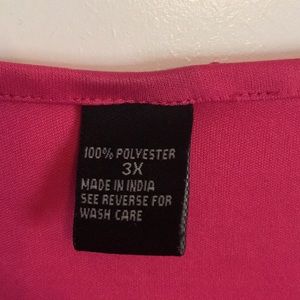 100% POLYESTER
3X
MADE IN INDIA
SEE REVERSE FOR
WASH CARE